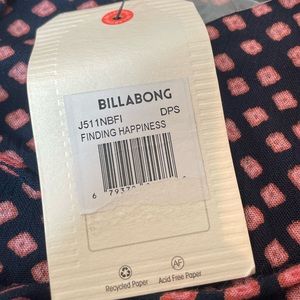 BILLABONG
J511NBFI DPS
FINDING HAPPINESS
AF
Recycled Paper Acid Free Paper